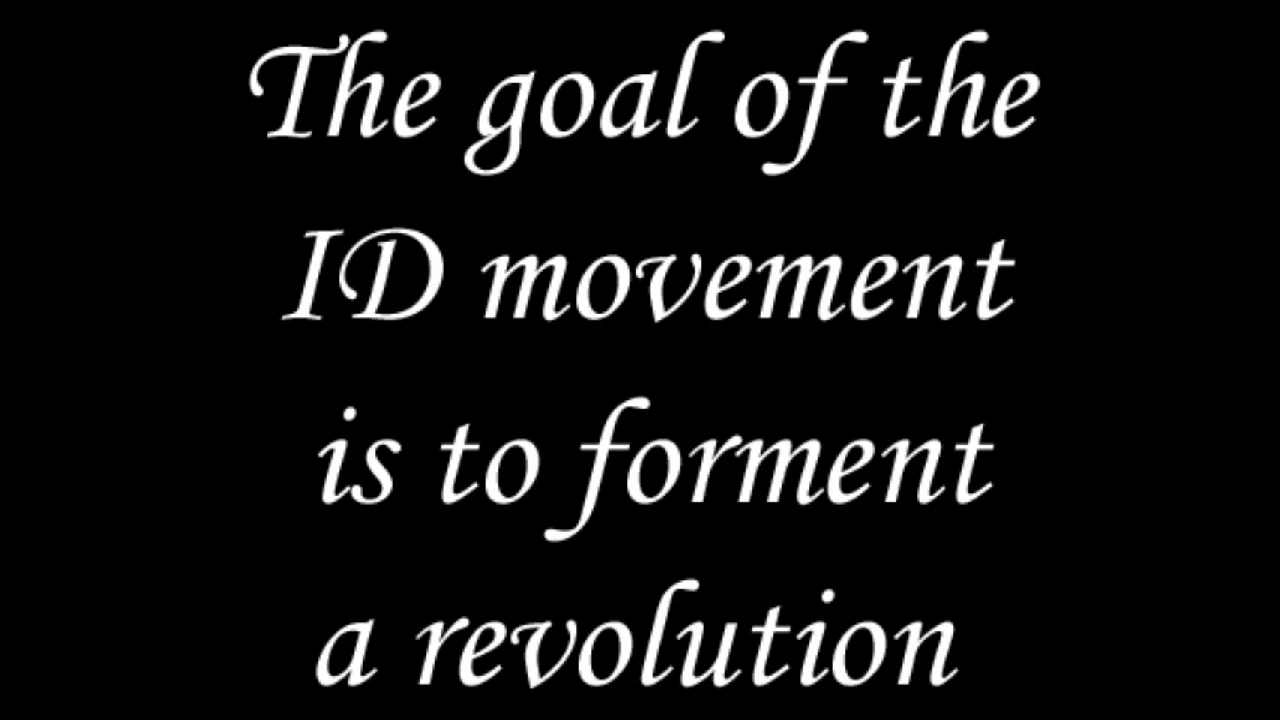 The goal of the
ID movement
is to forment
a revolution